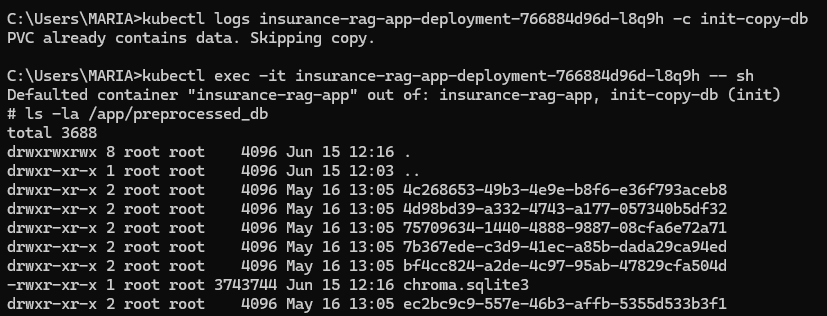 C:\Users\MARIA>kubectl logs insurance-rag-app-deployment-766884d96d-l8q9h -c init-copy-db
PVC already contains data. Skipping copy.
C:\Users\MARIA>kubectl exec -it insurance-rag-app-deployment-766884d96d-l8q9h -- sh
Defaulted container "insurance-rag-app" out of: insurance-rag-app, init-copy-db (init)
# ls -la /app/preprocessed_db
total 3688
drwxrwxrwx 8 root root    4096 Jun 15 12:16 .
drwxr-xr-x 1 root root    4096 Jun 15 12:03 ..
drwxr-xr-x 2 root root    4096 May 16 13:05 4c268653-49b3-4e9e-b8f6-e36f793aceb8
drwxr-xr-x 2 root root    4096 May 16 13:05 4d98bd39-a332-4743-a177-057340b5df32
drwxr-xr-x 2 root root    4096 May 16 13:05 75709634-1440-4888-9887-08cfa6e72a71
drwxr-xr-x 2 root root    4096 May 16 13:05 7b367ede-c3d9-41ec-a85b-dada29ca94ed
drwxr-xr-x 2 root root    4096 May 16 13:05 bf4cc824-a2de-4c97-95ab-47829cfa504d
-rwxr-xr-x 1 root root 3743744 Jun 15 12:16 chroma.sqlite3
drwxr-xr-x 2 root root    4096 May 16 13:05 ec2bc9c9-557e-46b3-affb-5355d533b3f1